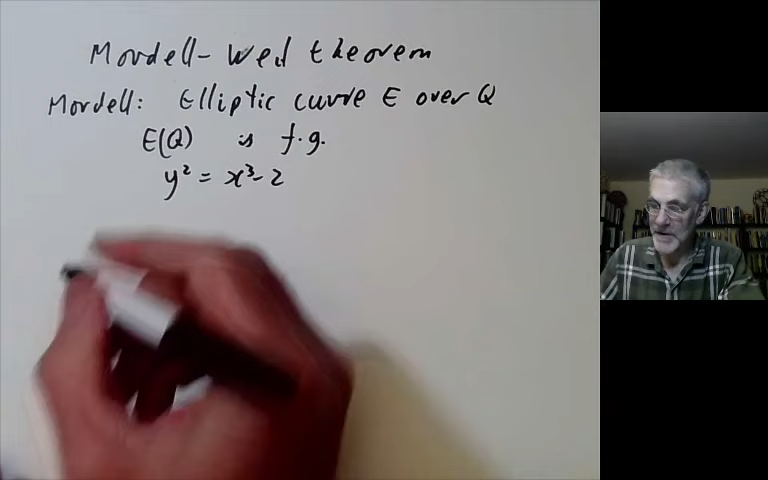 Mordell-Weil theorem
Mordell: Elliptic curve E over Q
E(Q) is f.g.
y² = x³-2